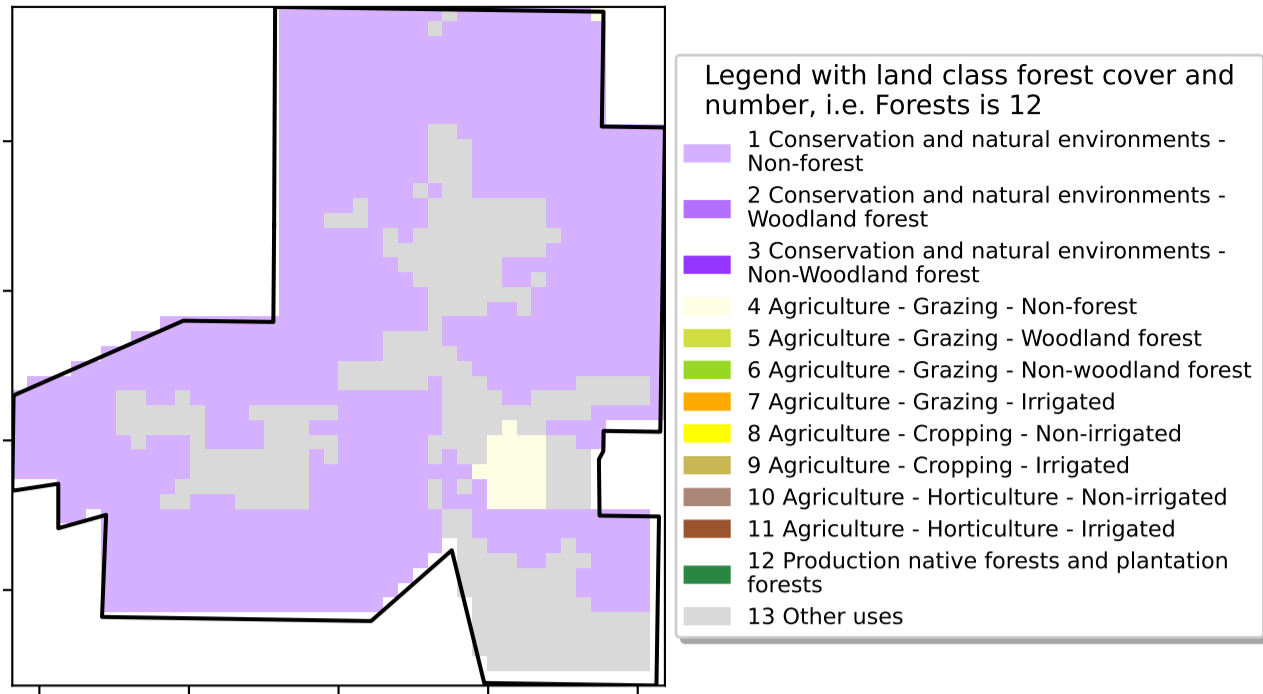 Legend with land class forest cover and
number, i.e. Forests is 12
1 Conservation and natural environments -
Non-forest
2 Conservation and natural environments -
Woodland forest
3 Conservation and natural environments -
Non-Woodland forest
4 Agriculture - Grazing - Non-forest
5 Agriculture - Grazing - Woodland forest
6 Agriculture - Grazing - Non-woodland forest
7 Agriculture - Grazing - Irrigated
8 Agriculture - Cropping - Non-irrigated
9 Agriculture - Cropping - Irrigated
10 Agriculture - Horticulture - Non-irrigated
11 Agriculture - Horticulture - Irrigated
12 Production native forests and plantation
forests
13 Other uses